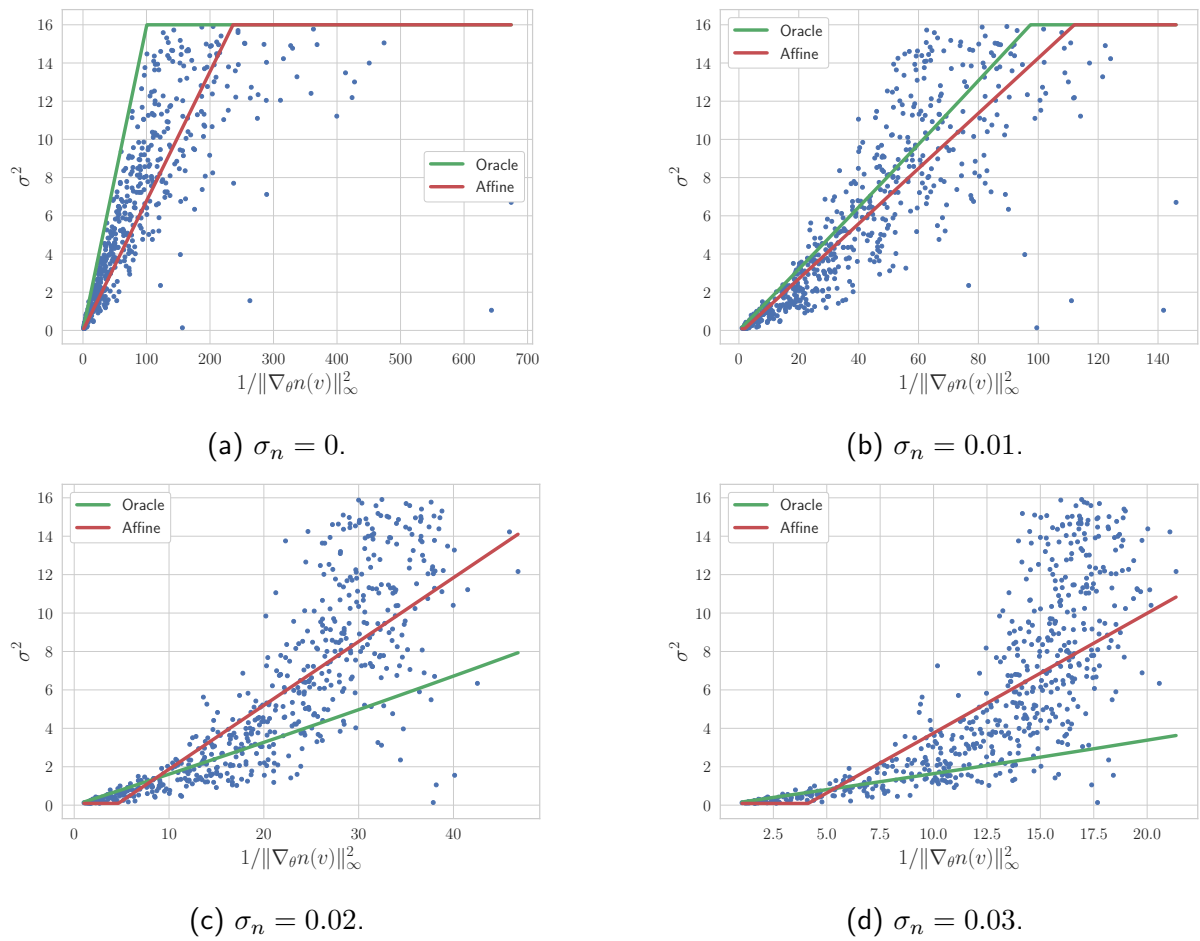 16
14
12
10
8
6
4
2
0
σ²
Oracle
Affine
0 100 200 300 400 500 600 700
1/‖∇θn(v)‖²∞
(a) σn = 0.
16
14
12
10
8
6
4
2
0
σ²
Oracle
Affine
0 20 40 60 80 100 120 140
1/‖∇θn(v)‖²∞
(b) σn = 0.01.
16
14
12
10
8
6
4
2
0
σ²
Oracle
Affine
0 10 20 30 40
1/‖∇θn(v)‖²∞
(c) σn = 0.02.
16
14
12
10
8
6
4
2
0
σ²
Oracle
Affine
2.5 5.0 7.5 10.0 12.5 15.0 17.5 20.0
1/‖∇θn(v)‖²∞
(d) σn = 0.03.